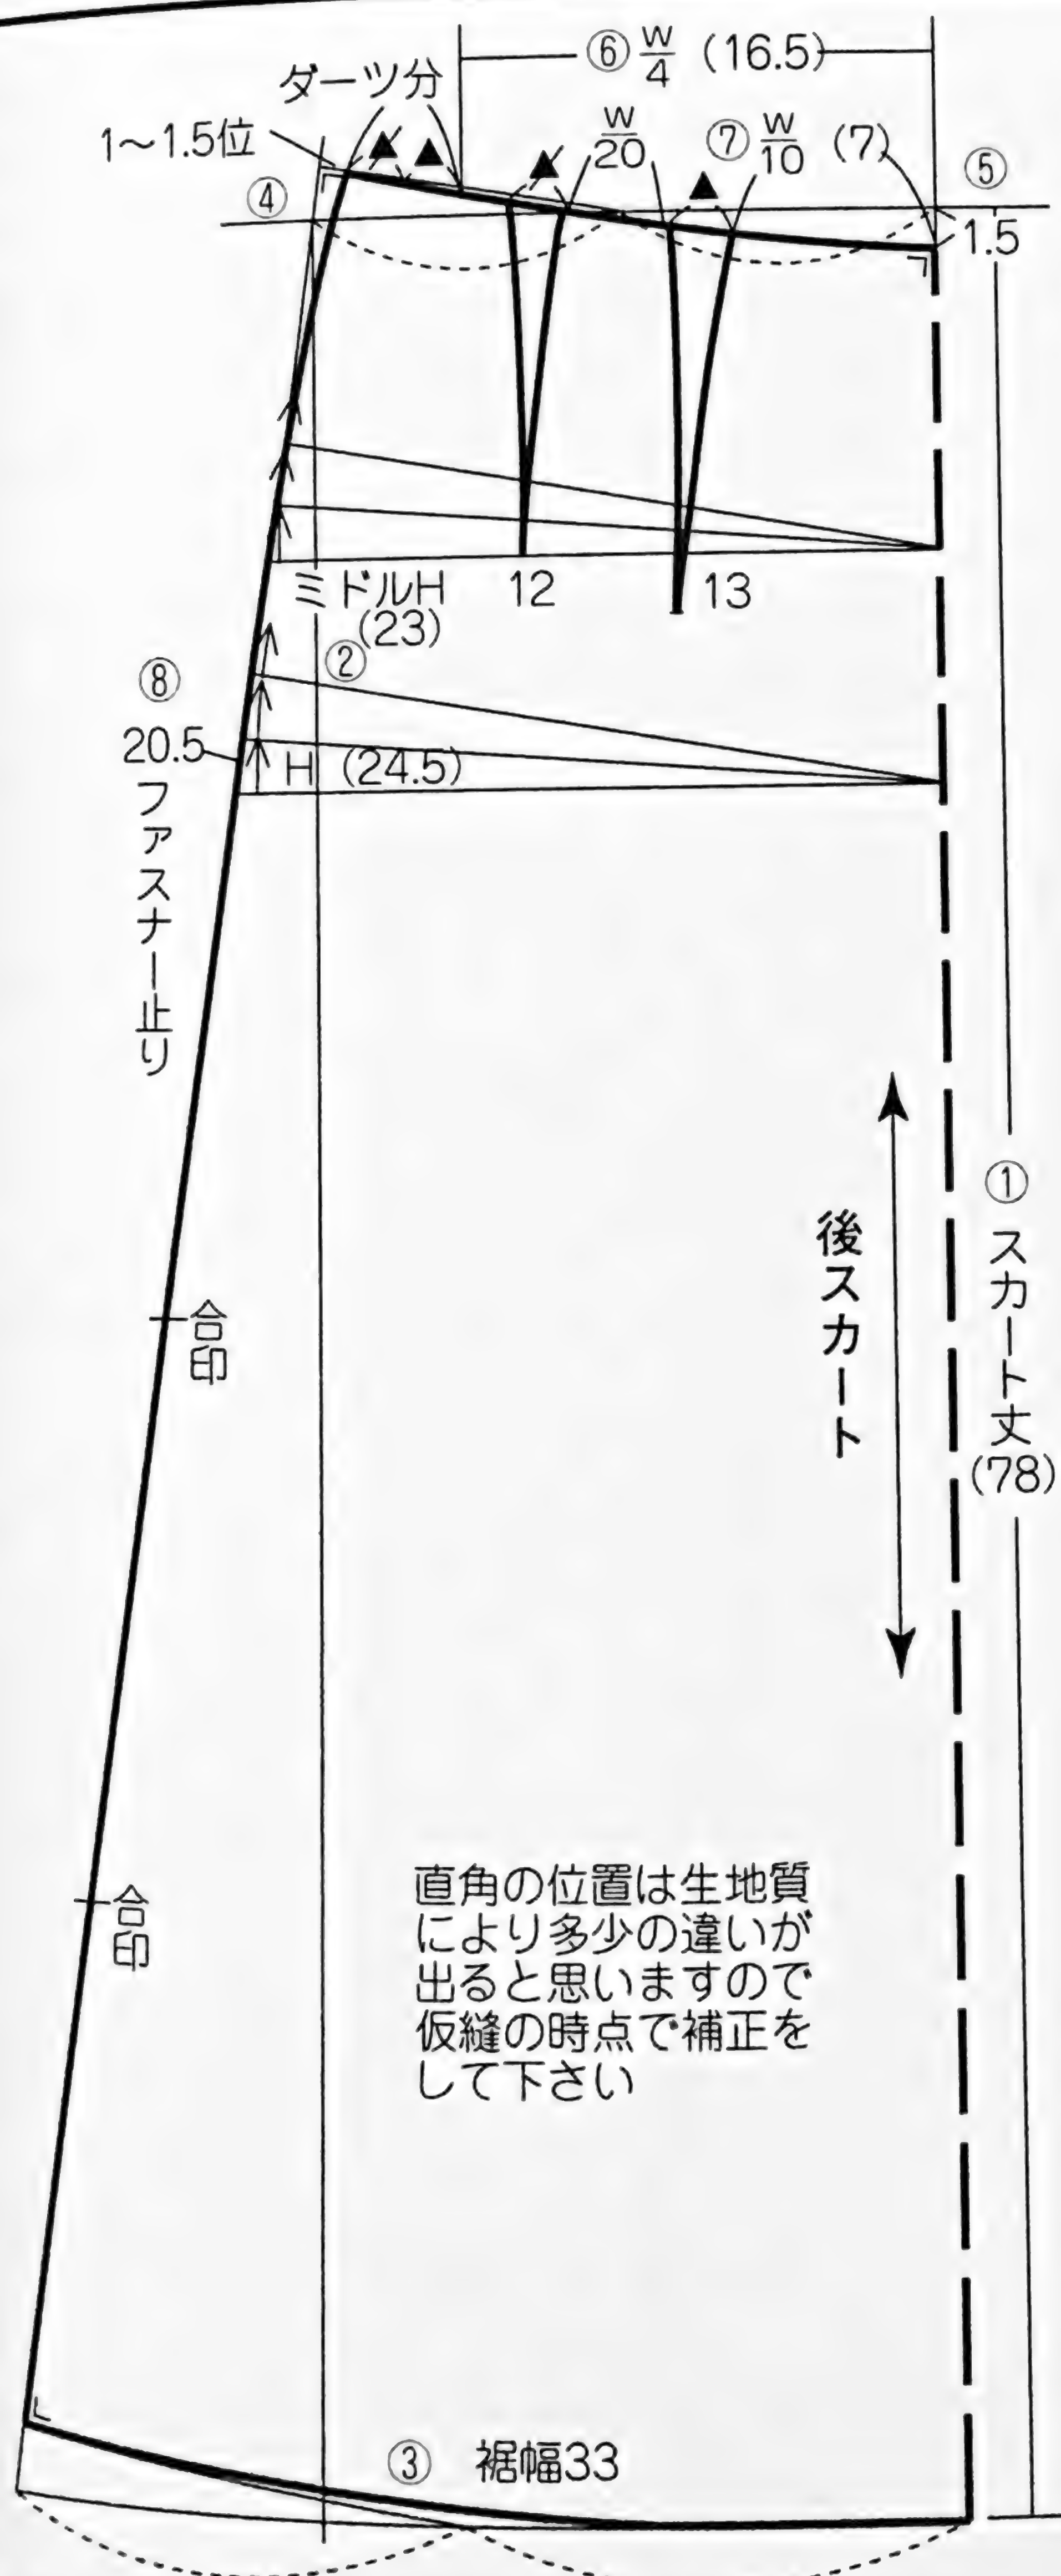 ⑥ W/4 (16.5)
ダーツ分
1〜1.5位
▲ ▲ ▲ W/20 ⑦ W/10 (7)
▲
④
⑤
1.5
ミドルH
(23)
12
13
②
⑧
20.5
ファスナー止り
H (24.5)
① スカート丈
(78)
後スカート
合印
合印
直角の位置は生地質
により多少の違いが
出ると思いますので
仮縫の時点で補正を
して下さい
③ 裾幅33